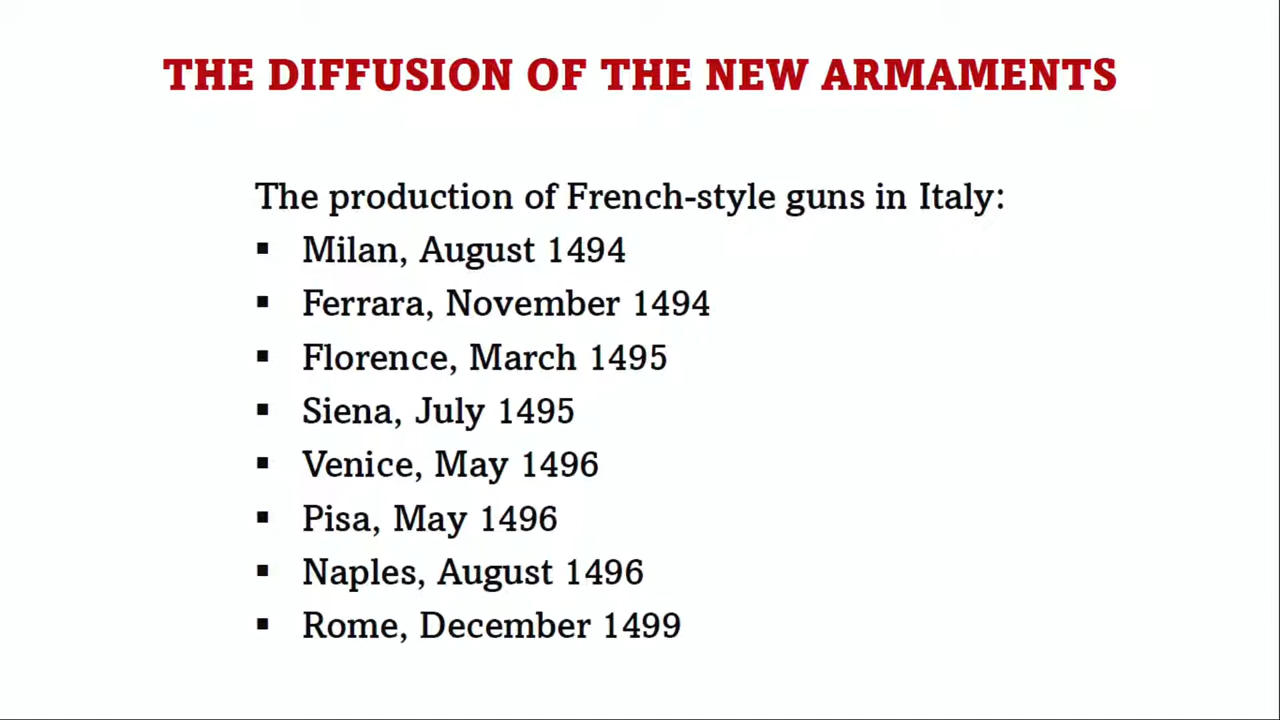 THE DIFFUSION OF THE NEW ARMAMENTS
The production of French-style guns in Italy:
▪ Milan, August 1494
▪ Ferrara, November 1494
▪ Florence, March 1495
▪ Siena, July 1495
▪ Venice, May 1496
▪ Pisa, May 1496
▪ Naples, August 1496
▪ Rome, December 1499